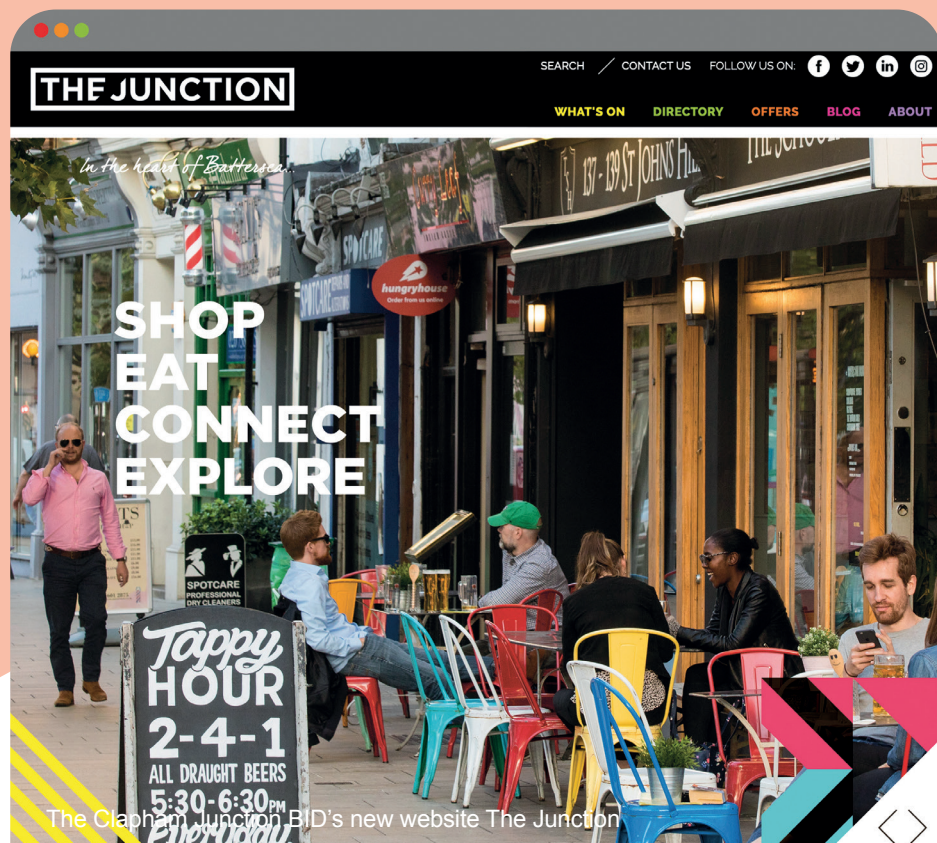 SEARCH / CONTACT US FOLLOW US ON: f in
THE JUNCTION
WHAT'S ON DIRECTORY OFFERS BLOG ABOUT
In the heart of Battersea...
137 - 139 ST JOHNS HILL
SPOTCARE
hungryhouse
Order from us online
SPOTCARE
SHOP
EAT
CONNECT
EXPLORE
SPOTCARE
PROFESSIONAL
DRY CLEANERS
Tappy
HOUR
2-4-1
ALL DRAUGHT BEERS
5:30-6:30PM
Everyday
The Clapham Junction BID's new website The Junction